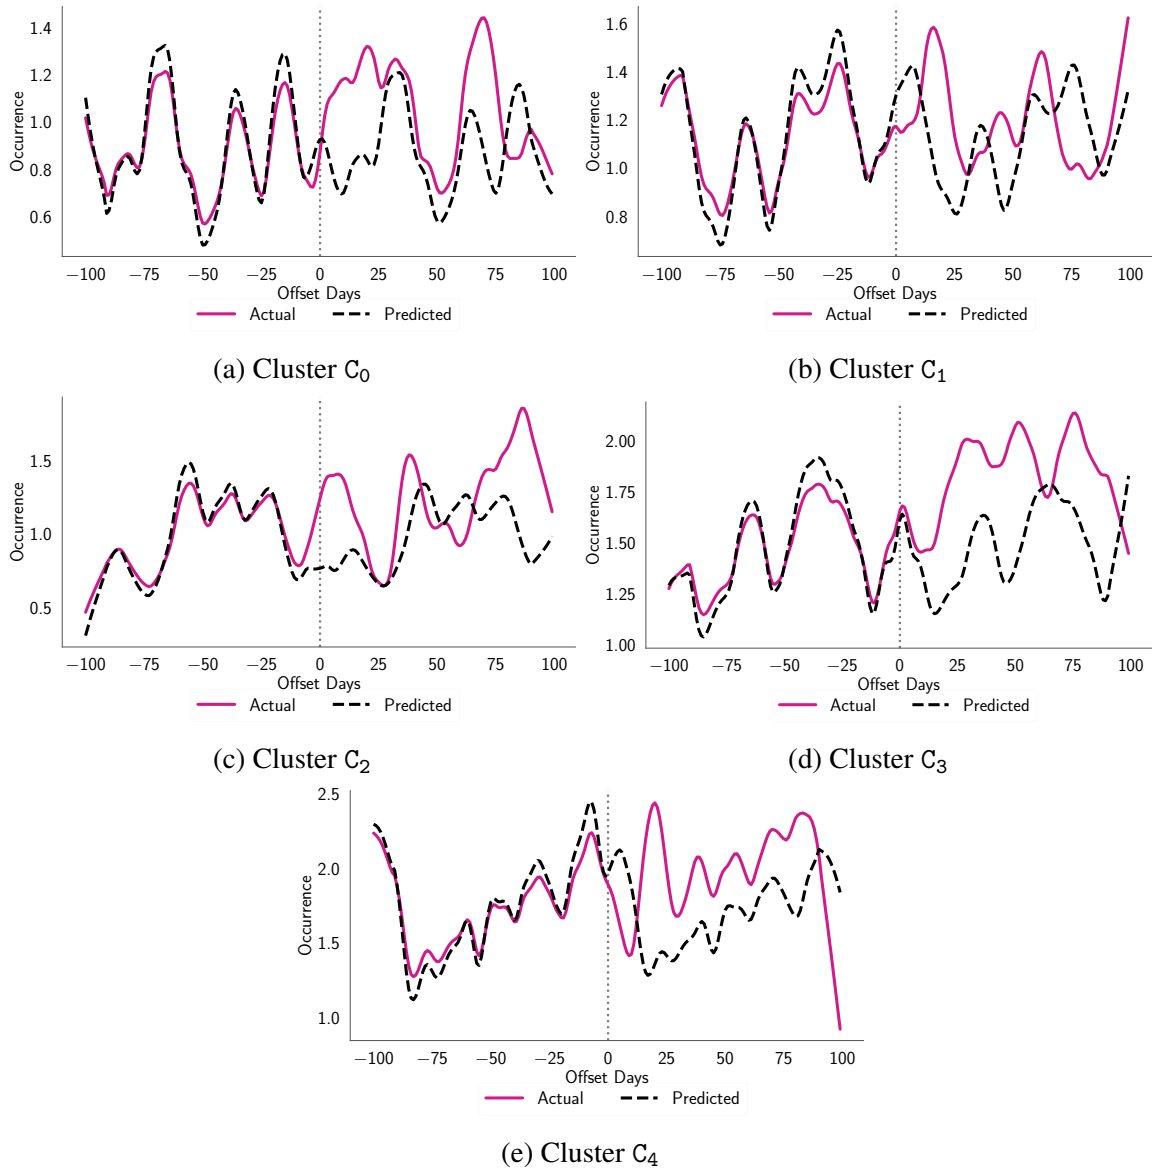 1.4
1.2
1.0
0.8
0.6
Occurrence
−100 −75 −50 −25 0 25 50 75 100
Offset Days
Actual Predicted
(a) Cluster C0
1.6
1.4
1.2
1.0
0.8
Occurrence
−100 −75 −50 −25 0 25 50 75 100
Offset Days
Actual Predicted
(b) Cluster C1
1.5
1.0
0.5
Occurrence
−100 −75 −50 −25 0 25 50 75 100
Offset Days
Actual Predicted
(c) Cluster C2
2.00
1.75
1.50
1.25
1.00
Occurrence
−100 −75 −50 −25 0 25 50 75 100
Offset Days
Actual Predicted
(d) Cluster C3
2.5
2.0
1.5
1.0
Occurrence
−100 −75 −50 −25 0 25 50 75 100
Offset Days
Actual Predicted
(e) Cluster C4